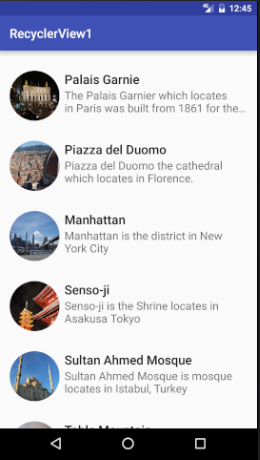 12:45
RecyclerView1
Palais Garnie
The Palais Garnier which locates
in Paris was built from 1861 for the...
Piazza del Duomo
Piazza del Duomo the cathedral
which locates in Florence.
Manhattan
Manhattan is the district in New
York City
Senso-ji
Senso-ji is the Shrine locates in
Asakusa Tokyo
Sultan Ahmed Mosque
Sultan Ahmed Mosque is mosque
locates in Istabul, Turkey
Table Mountain